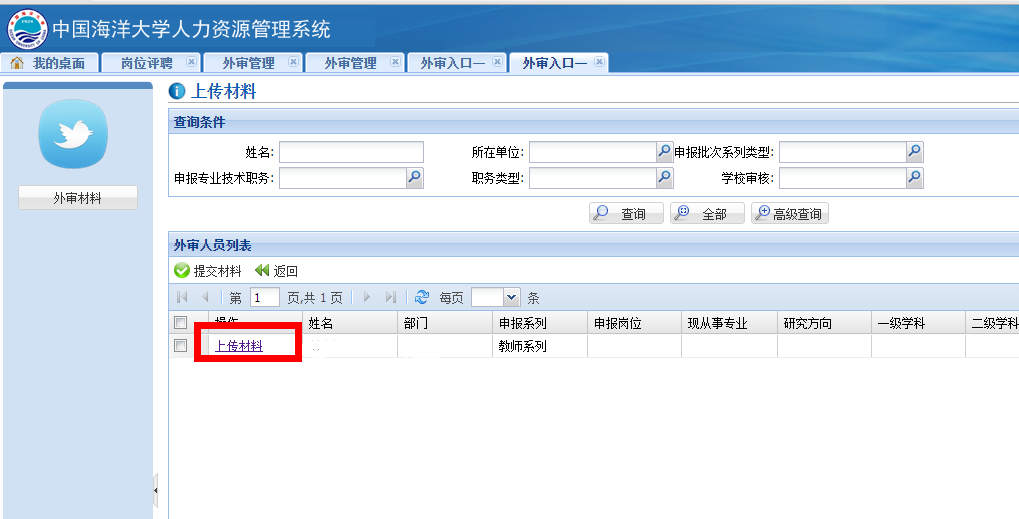 中国海洋大学人力资源管理系统
我的桌面 岗位评聘 外审管理 外审管理 外审入口一 外审入口一
上传材料
外审材料
查询条件
姓名: 所在单位: 申报批次系列类型:
申报专业技术职务: 职务类型: 学校审核:
查询 全部 高级查询
外审人员列表
提交材料 返回
第 1 页,共 1 页 每页 条
操作 姓名 部门 申报系列 申报岗位 现从事专业 研究方向 一级学科 二级学科
上传材料 教师系列